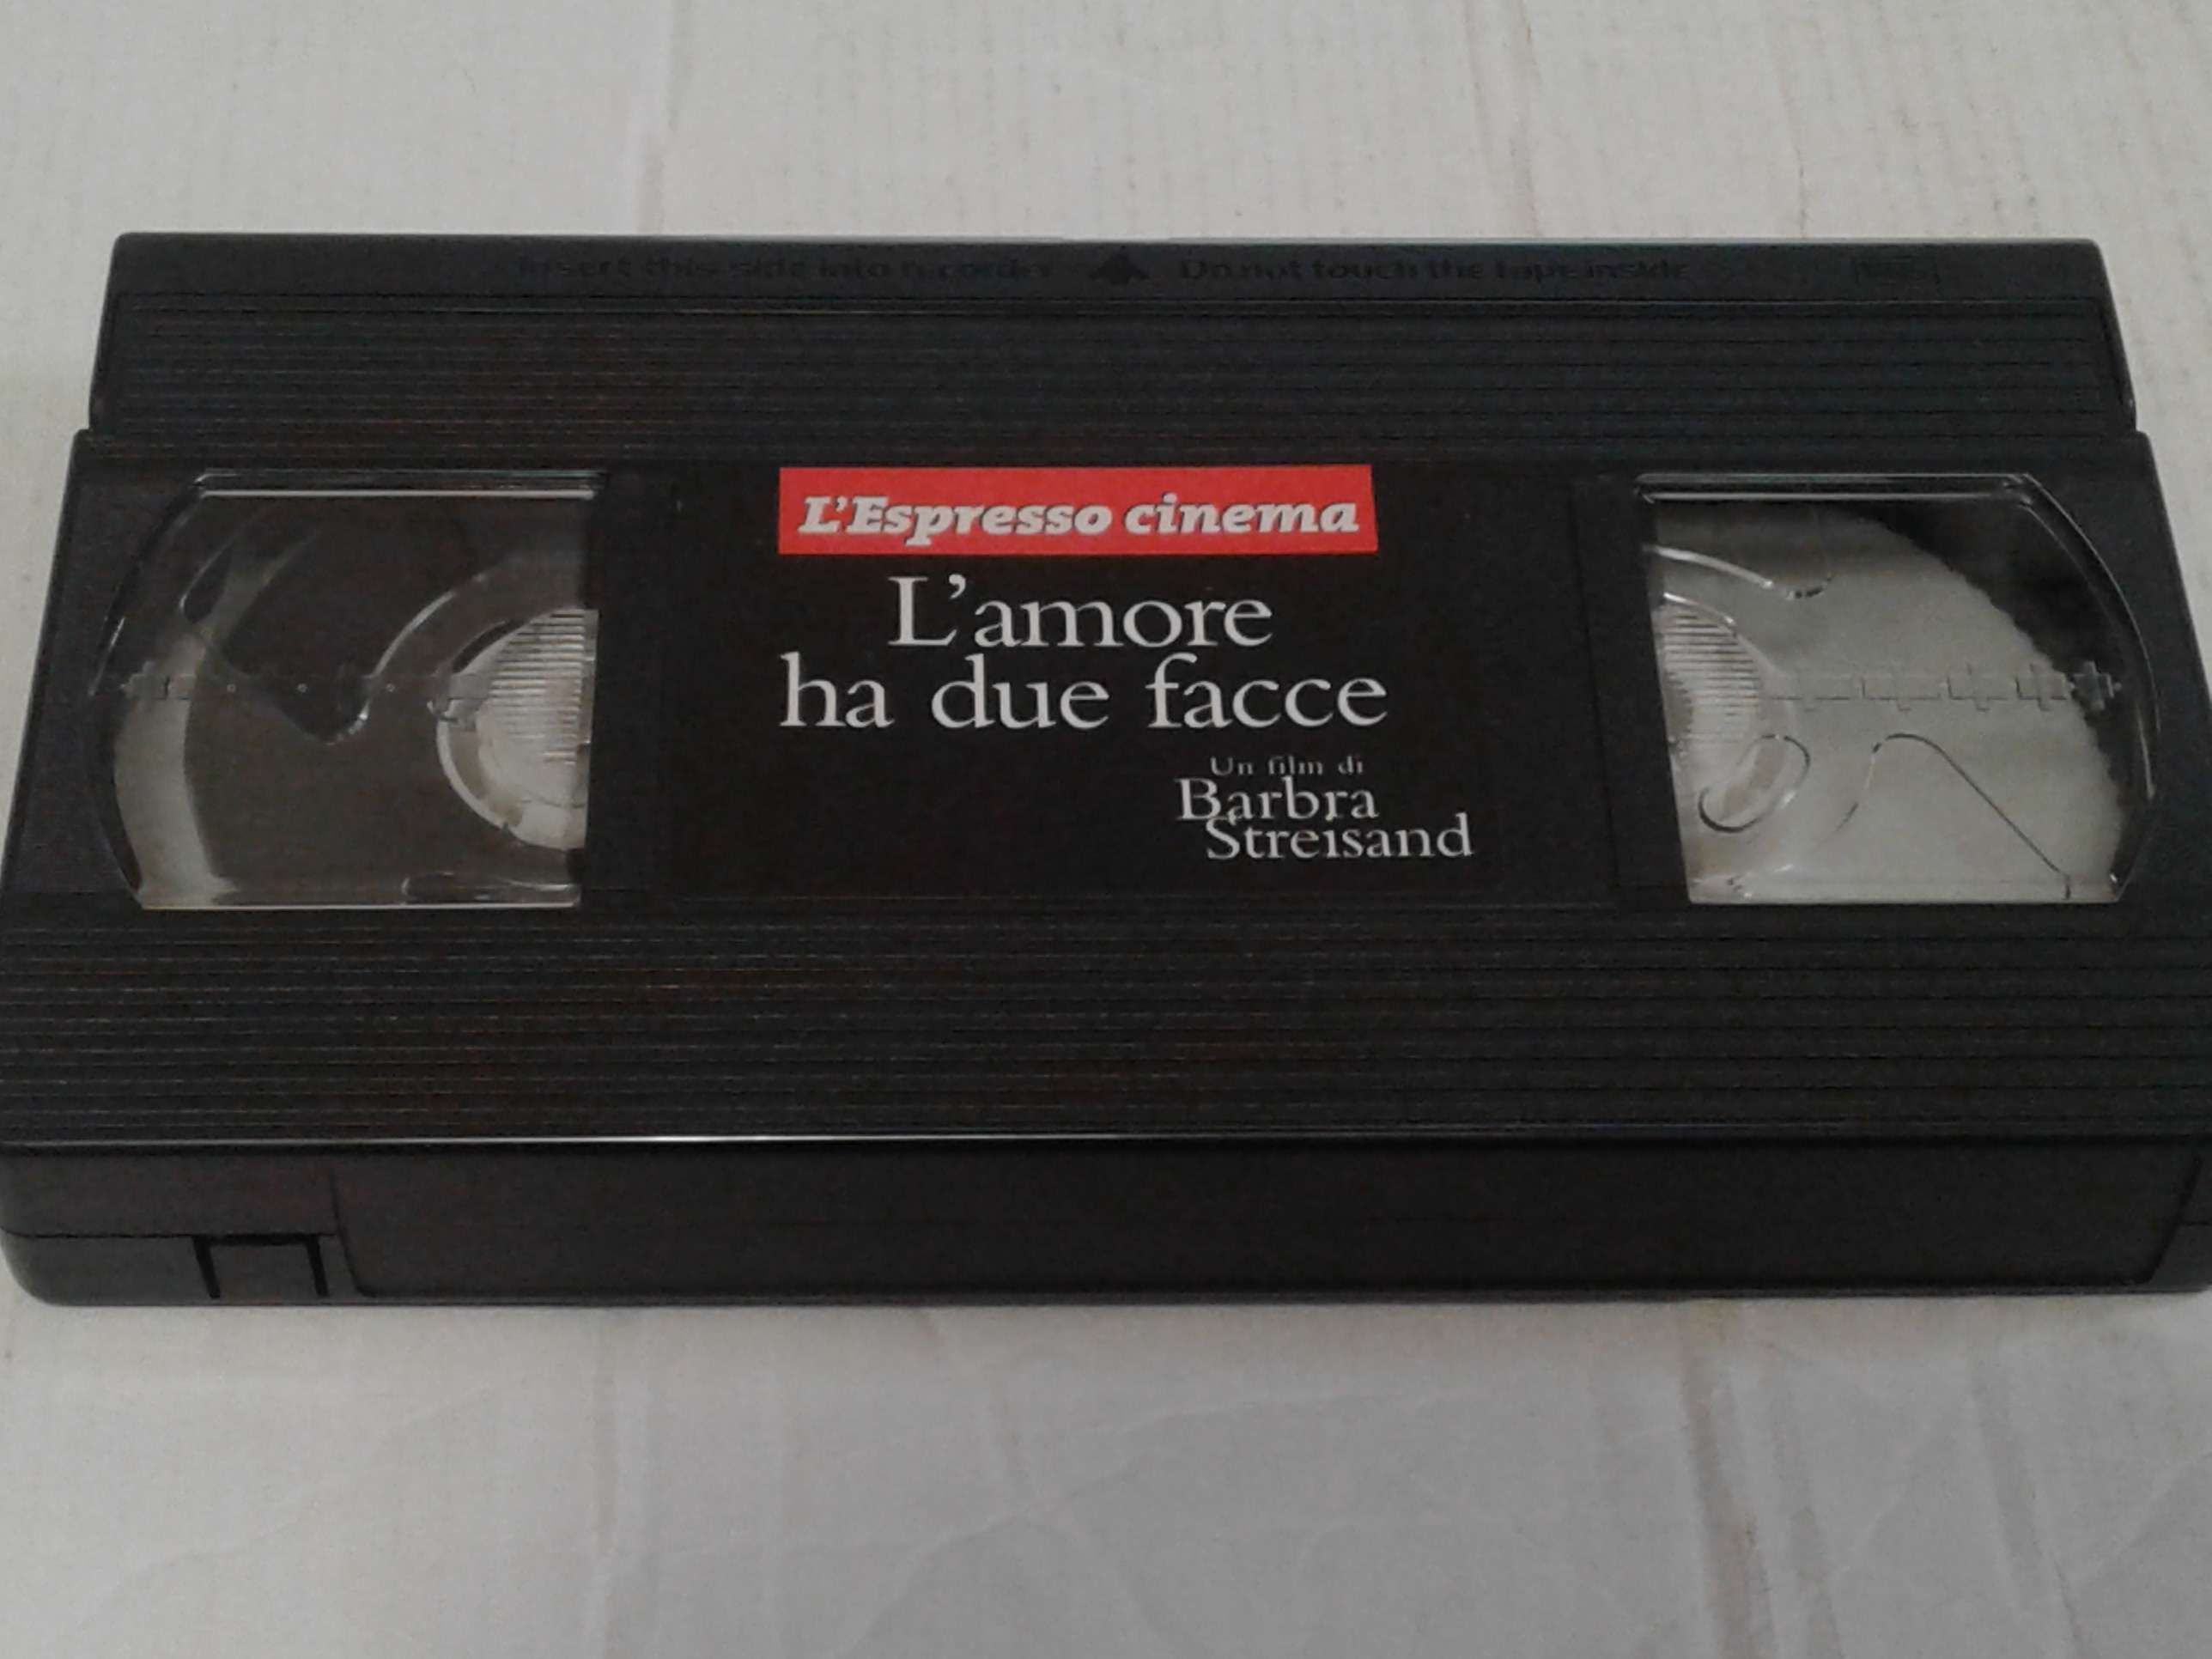 Insert this side into recorder Do not touch the tape inside
L'Espresso cinema
L'amore
ha due facce
Un film di
Barbra
Streisand